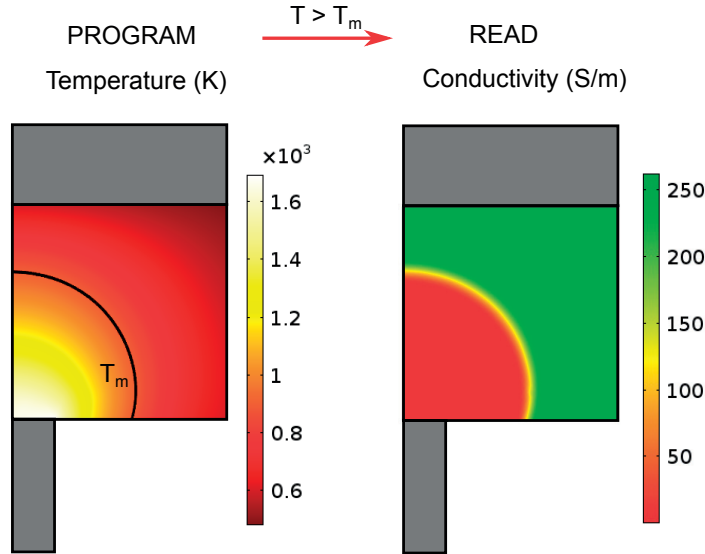 PROGRAM
T > Tₘ
READ
Temperature (K)
Conductivity (S/m)
×10³
1.6
1.4
1.2
1
0.8
0.6
Tₘ
250
200
150
100
50